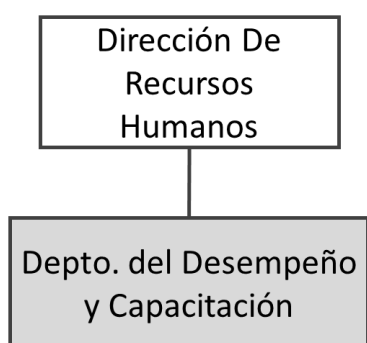 Dirección De
Recursos
Humanos
Depto. del Desempeño
y Capacitación